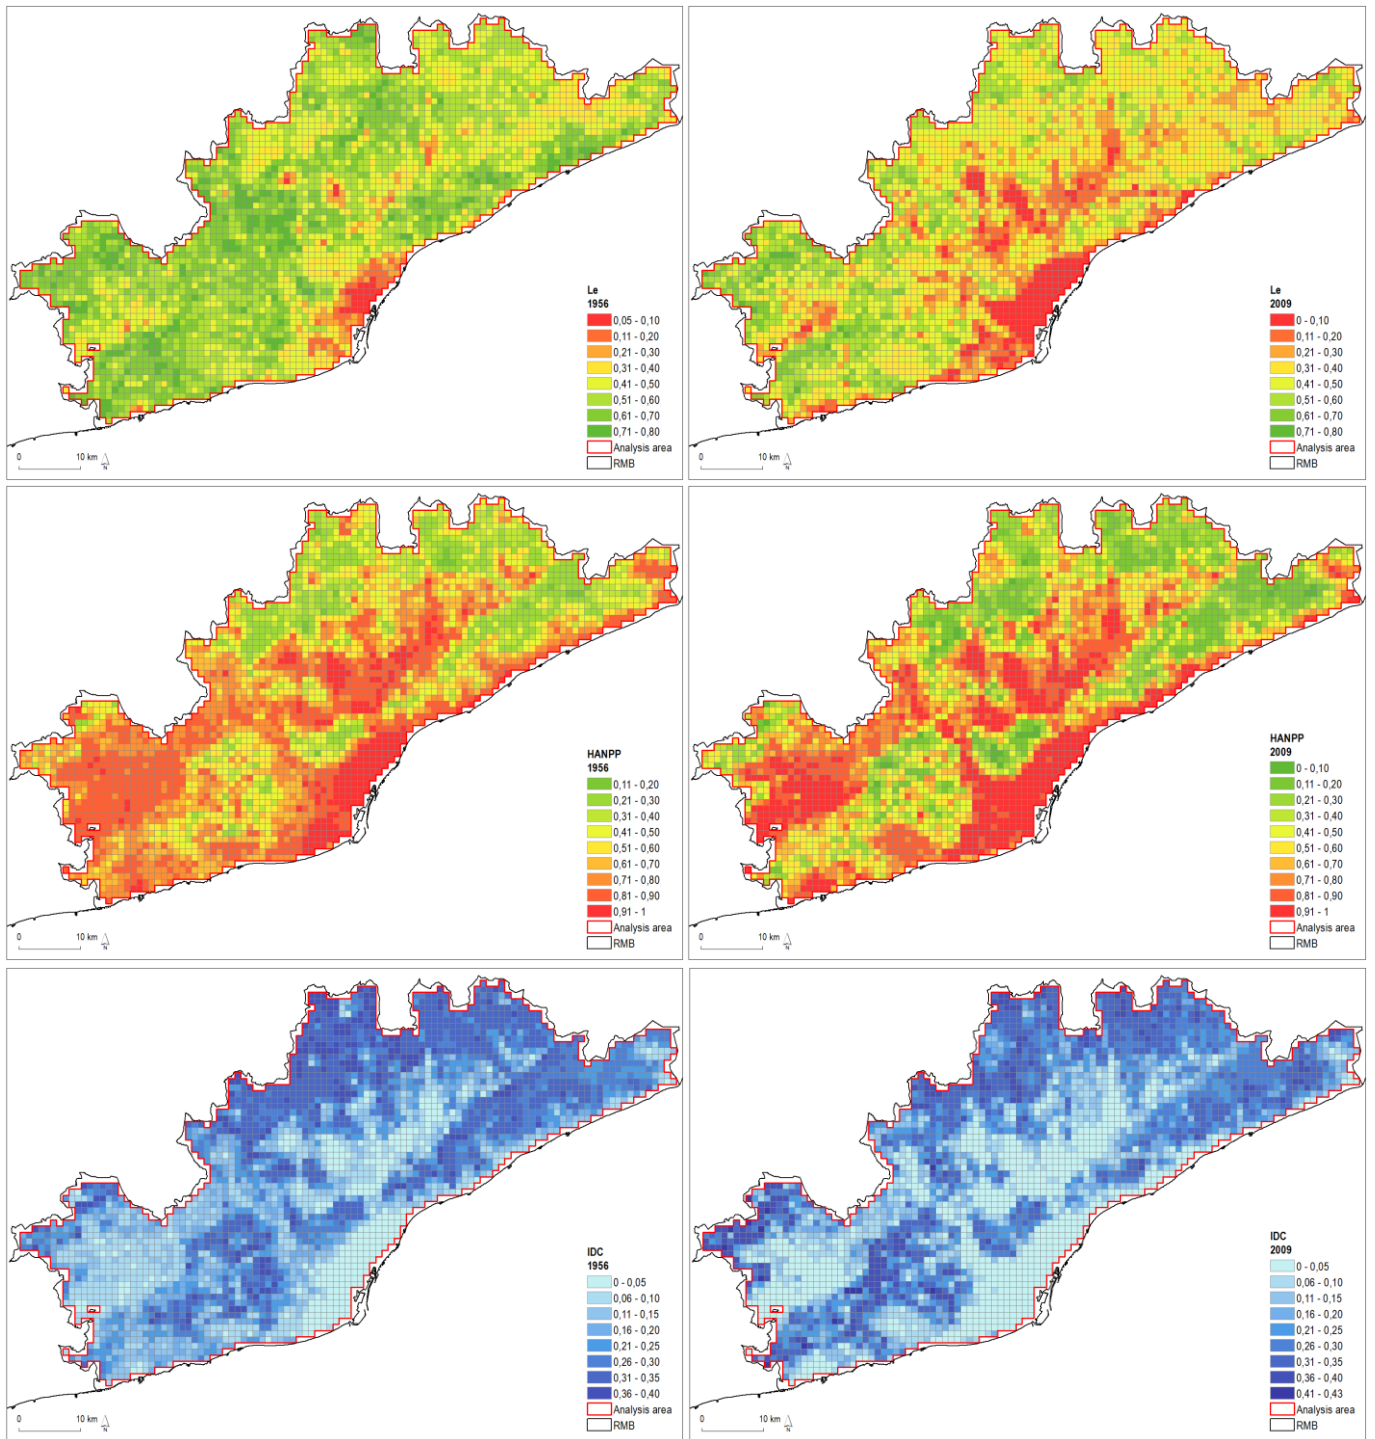 Le
1956
0,05 - 0,10
0,11 - 0,20
0,21 - 0,30
0,31 - 0,40
0,41 - 0,50
0,51 - 0,60
0,61 - 0,70
0,71 - 0,80
Analysis area
RMB
0 10 km
N
Le
2009
0 - 0,10
0,11 - 0,20
0,21 - 0,30
0,31 - 0,40
0,41 - 0,50
0,51 - 0,60
0,61 - 0,70
0,71 - 0,80
Analysis area
RMB
0 10 km
N
HANPP
1956
0,11 - 0,20
0,21 - 0,30
0,31 - 0,40
0,41 - 0,50
0,51 - 0,60
0,61 - 0,70
0,71 - 0,80
0,81 - 0,90
0,91 - 1
Analysis area
RMB
0 10 km
N
HANPP
2009
0 - 0,10
0,11 - 0,20
0,21 - 0,30
0,31 - 0,40
0,41 - 0,50
0,51 - 0,60
0,61 - 0,70
0,71 - 0,80
0,81 - 0,90
0,91 - 1
Analysis area
RMB
0 10 km
N
IDC
1956
0 - 0,05
0,06 - 0,10
0,11 - 0,15
0,16 - 0,20
0,21 - 0,25
0,26 - 0,30
0,31 - 0,35
0,36 - 0,40
Analysis area
RMB
0 10 km
N
IDC
2009
0 - 0,05
0,06 - 0,10
0,11 - 0,15
0,16 - 0,20
0,21 - 0,25
0,26 - 0,30
0,31 - 0,35
0,36 - 0,40
0,41 - 0,43
Analysis area
RMB
0 10 km
N